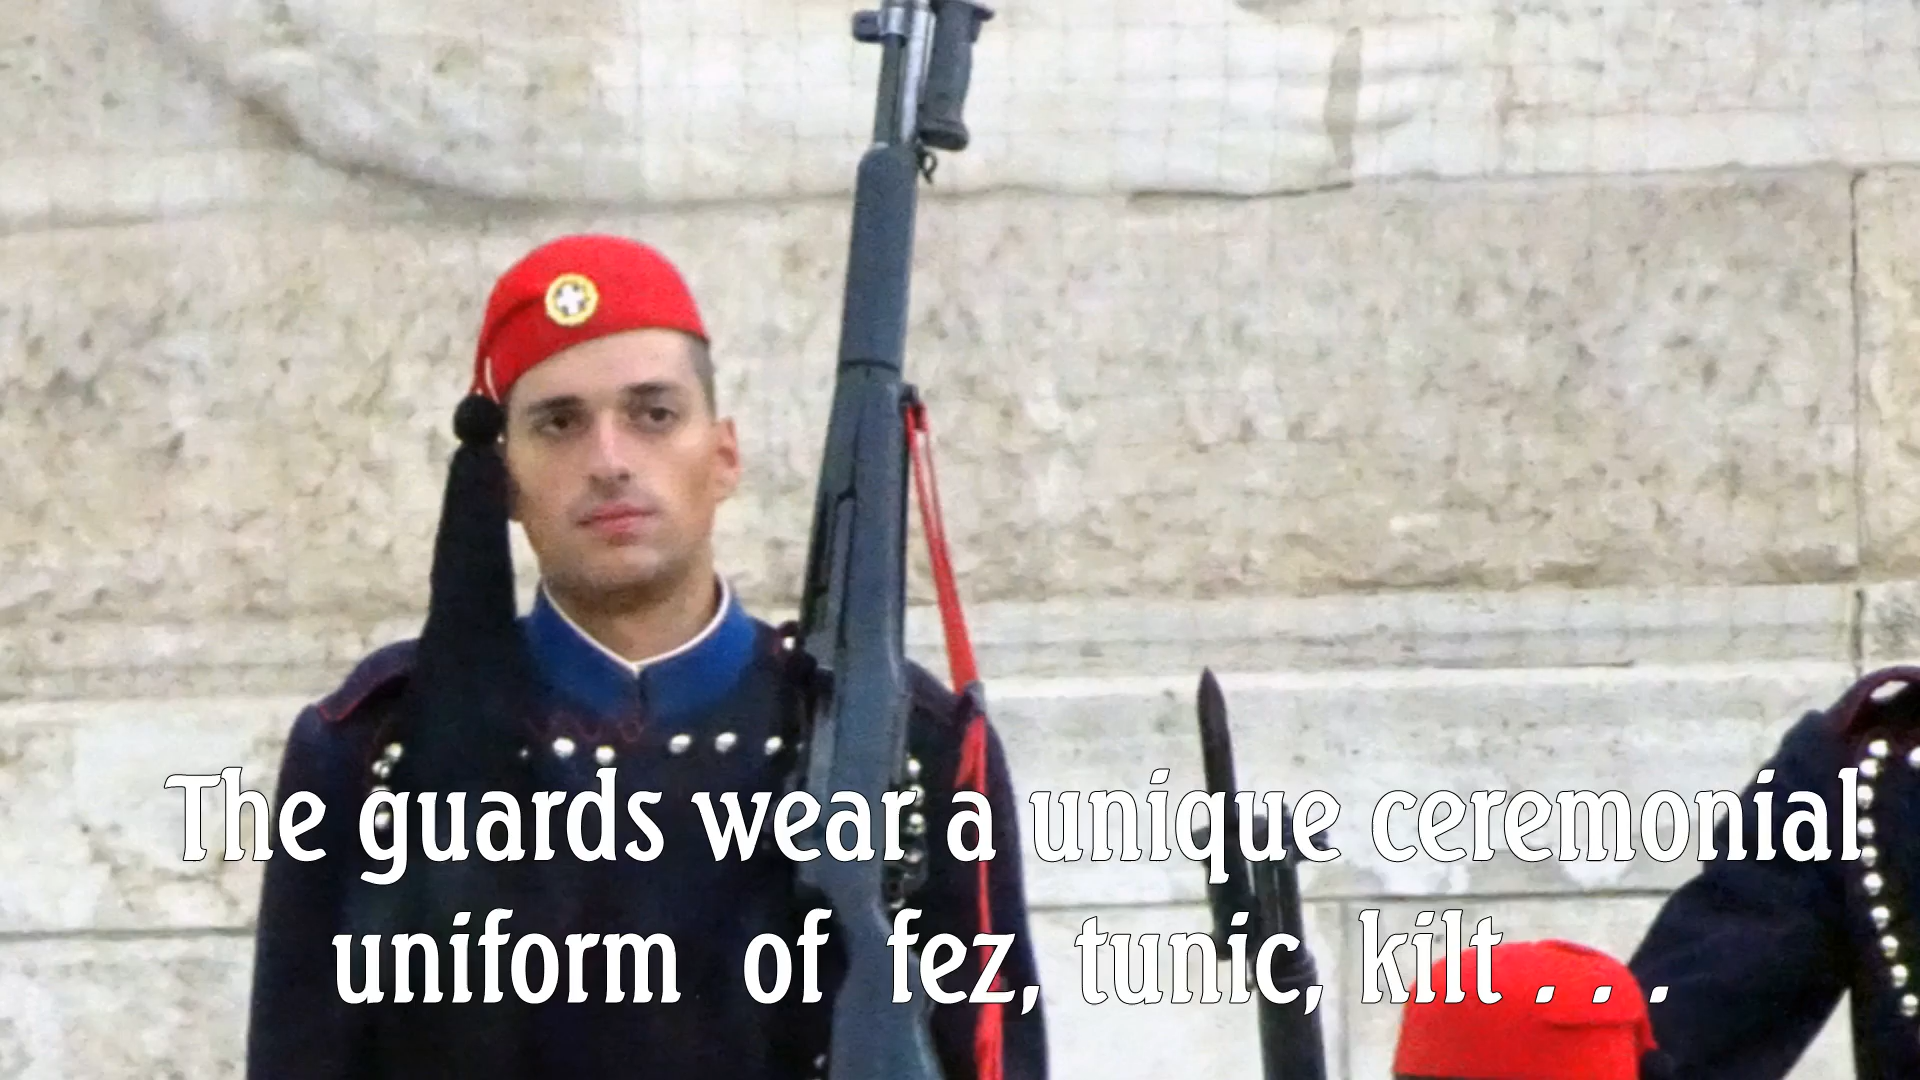 The guards wear a unique ceremonial
uniform of fez, tunic, kilt . . .